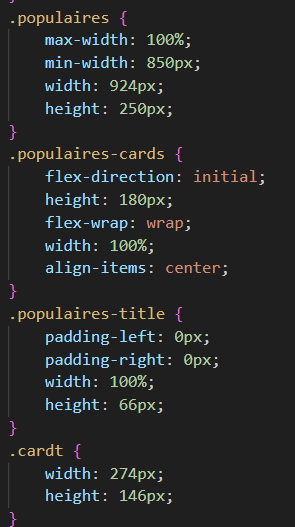 }
.populaires {
max-width: 100%;
min-width: 850px;
width: 924px;
height: 250px;
}
.populaires-cards {
flex-direction: initial;
height: 180px;
flex-wrap: wrap;
width: 100%;
align-items: center;
}
.populaires-title {
padding-left: 0px;
padding-right: 0px;
width: 100%;
height: 66px;
}
.cardt {
width: 274px;
height: 146px;
}